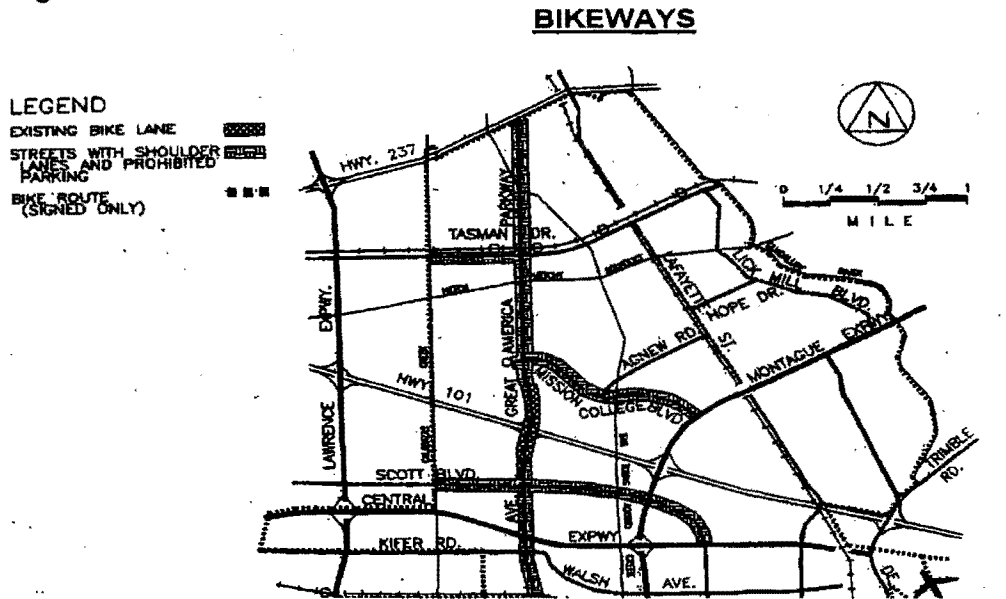 BIKEWAYS
LEGEND
EXISTING BIKE LANE
STREETS WITH SHOULDER
LANES AND PROHIBITED
PARKING
BIKE ROUTE
(SIGNED ONLY)
N
0 1/4 1/2 3/4 1
MILE
HWY. 237
PARKWAY
TASMAN DR.
LAFAYETTE
ST.
LICK MILL
BLVD.
RIVER
HOPE DR.
EXPWY.
GREAT AMERICA
AGNEW RD.
MONTAGUE EXPWY.
HWY 101
MISSION
COLLEGE BLVD.
LAWRENCE
TRIMBLE
RD.
SCOTT BLVD.
CENTRAL
AVE.
EXPWY
KIFER RD.
WALSH
AVE.
DE